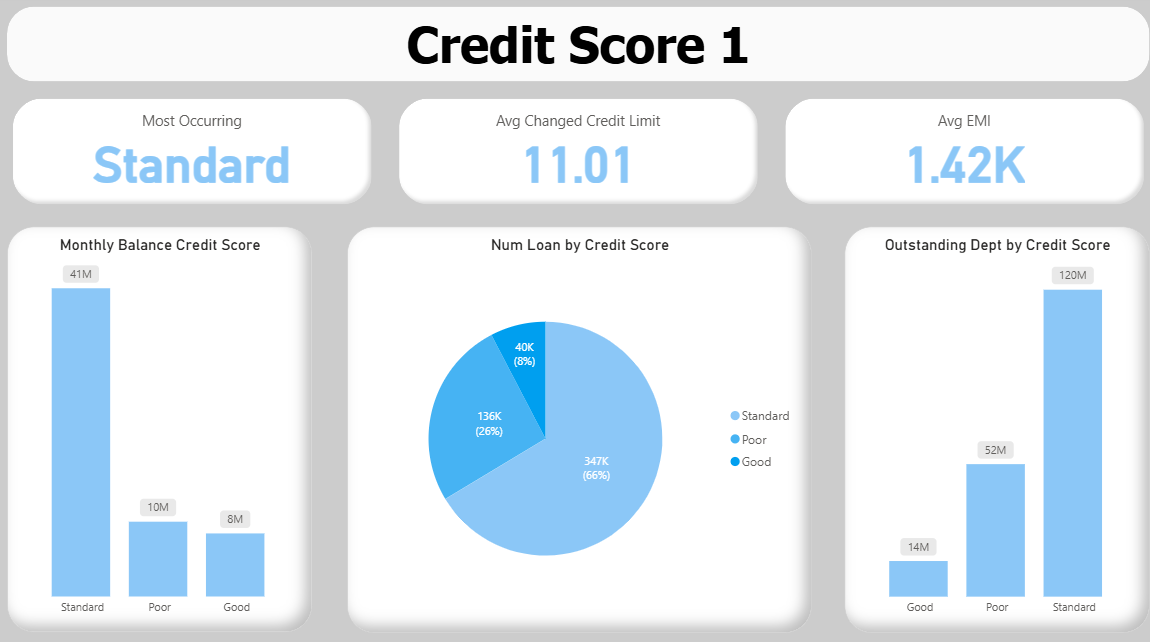 Credit Score 1
Most Occurring
Standard
Avg Changed Credit Limit
11.01
Avg EMI
1.42K
Monthly Balance Credit Score
41M
10M
8M
Standard
Poor
Good
Num Loan by Credit Score
40K
(8%)
136K
(26%)
347K
(66%)
Standard
Poor
Good
Outstanding Dept by Credit Score
120M
52M
14M
Good
Poor
Standard